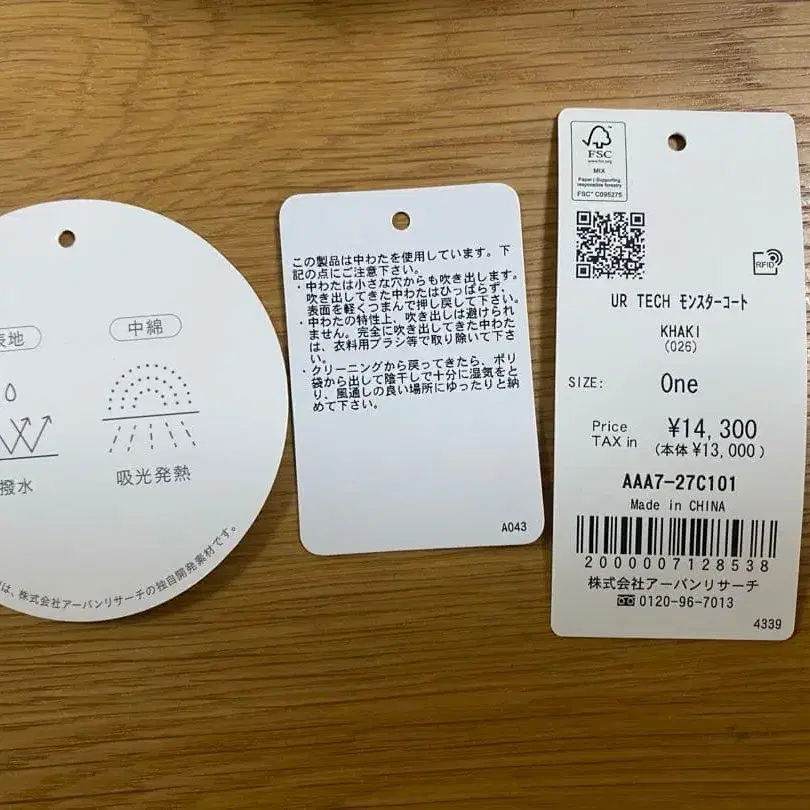 表地
撥水
中綿
吸光発熱
は、株式会社アーバンリサーチの独自開発素材です。
この製品は中わたを使用しています。下
記の点にご注意下さい。
・中わたは小さな穴からも吹き出します。
吹き出してきた中わたはひっぱらず、
表面を軽くつまんで押し戻して下さい。
・中わたの特性上、吹き出しは避けられ
ません。完全に吹き出してきた中わた
は、衣料用ブラシ等で取り除いて下さ
い。
・クリーニングから戻ってきたら、ポリ
袋から出して陰干しで十分に湿気をと
り、風通しの良い場所にゆったりと納
めて下さい。
A043
FSC
www.fsc.org
MIX
Paper | Supporting
responsible forestry
FSC® C095275
RFID
UR TECH モンスターコート
KHAKI
(026)
SIZE: One
Price
TAX in
¥14,300
(本体 ¥13,000 )
AAA7-27C101
Made in CHINA
2000007128538
株式会社アーバンリサーチ
0120-96-7013
4339